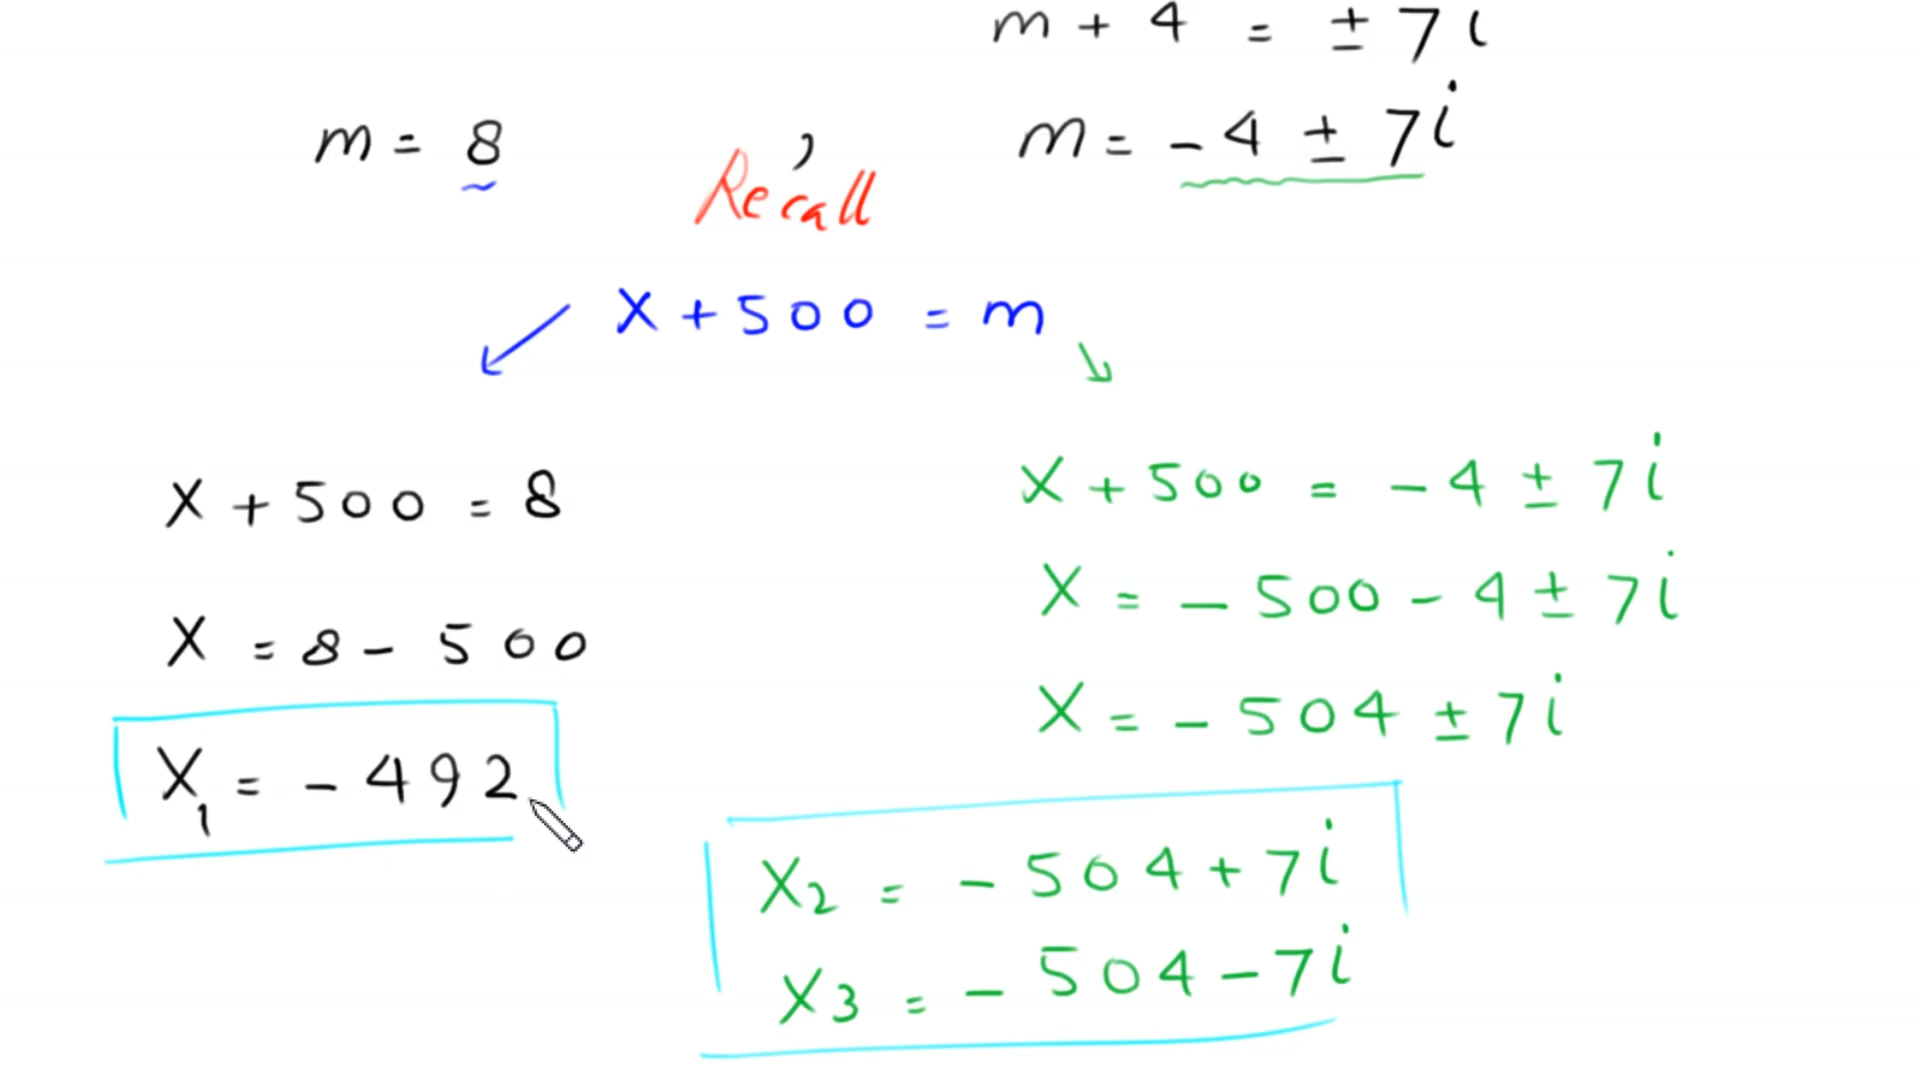 m + 4 = ± 7i
m = 8 , m = -4 ± 7i
Recall
X + 500 = m
X + 500 = 8
X = 8 - 500
X₁ = - 492
X + 500 = - 4 ± 7i
X = - 500 - 4 ± 7i
X = - 504 ± 7i
X₂ = - 504 + 7i
X₃ = - 504 - 7i